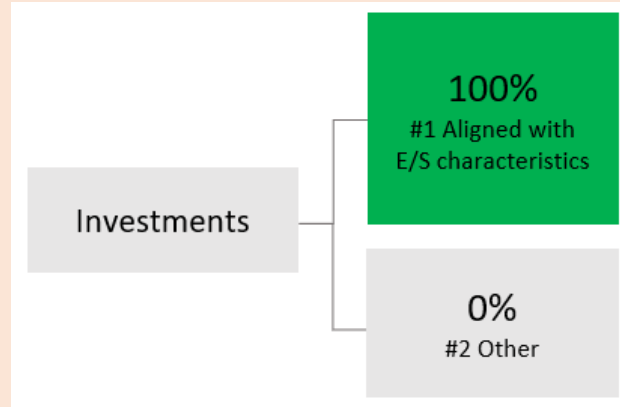 Investments
100%
#1 Aligned with
E/S characteristics
0%
#2 Other